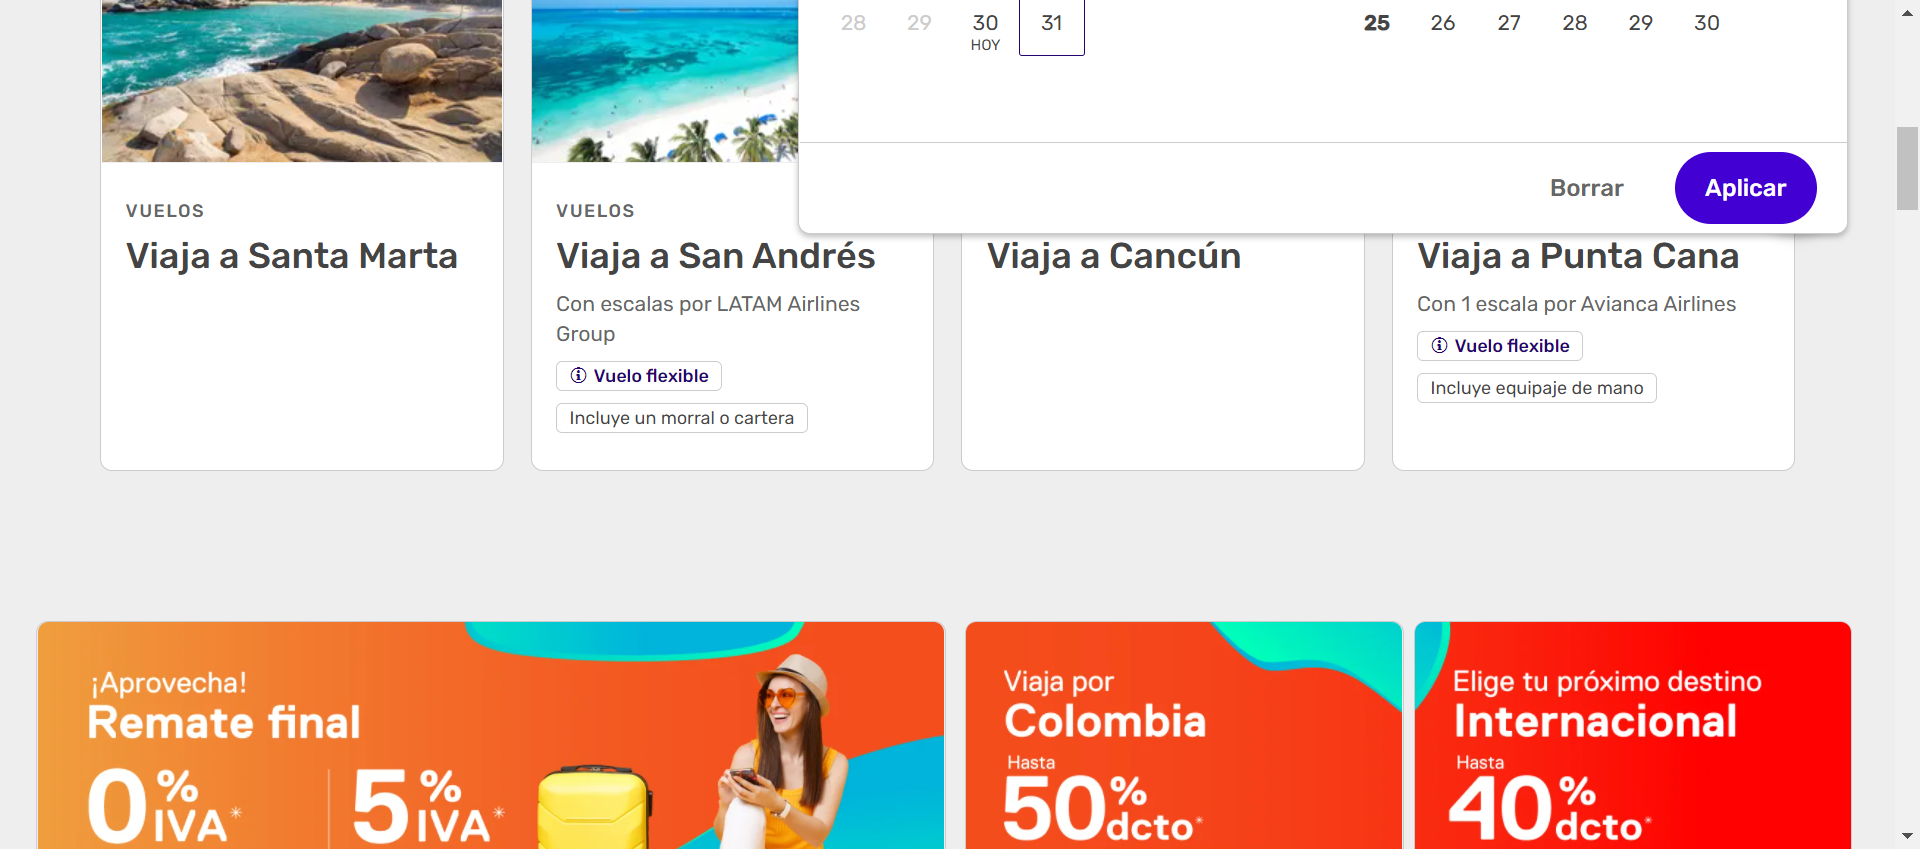 28 29 30 31 25 26 27 28 29 30
HOY
Borrar Aplicar
VUELOS
Viaja a Santa Marta
VUELOS
Viaja a San Andrés
Con escalas por LATAM Airlines
Group
Vuelo flexible
Incluye un morral o cartera
Viaja a Cancún
Viaja a Punta Cana
Con 1 escala por Avianca Airlines
Vuelo flexible
Incluye equipaje de mano
¡Aprovecha!
Remate final
0% IVA* 5% IVA*
Viaja por
Colombia
Hasta
50% dcto*
Elige tu próximo destino
Internacional
Hasta
40% dcto*